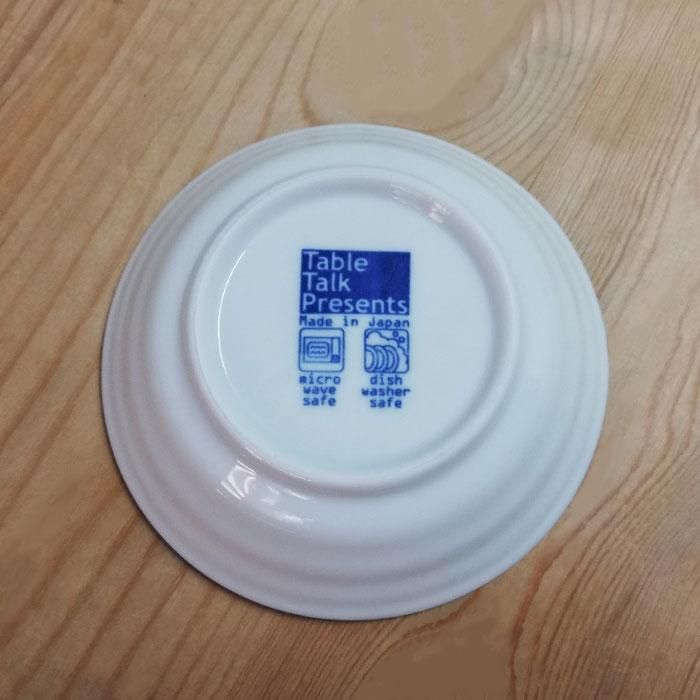 Table
Talk
Presents
Made in Japan
micro
wave
safe
dish
washer
safe